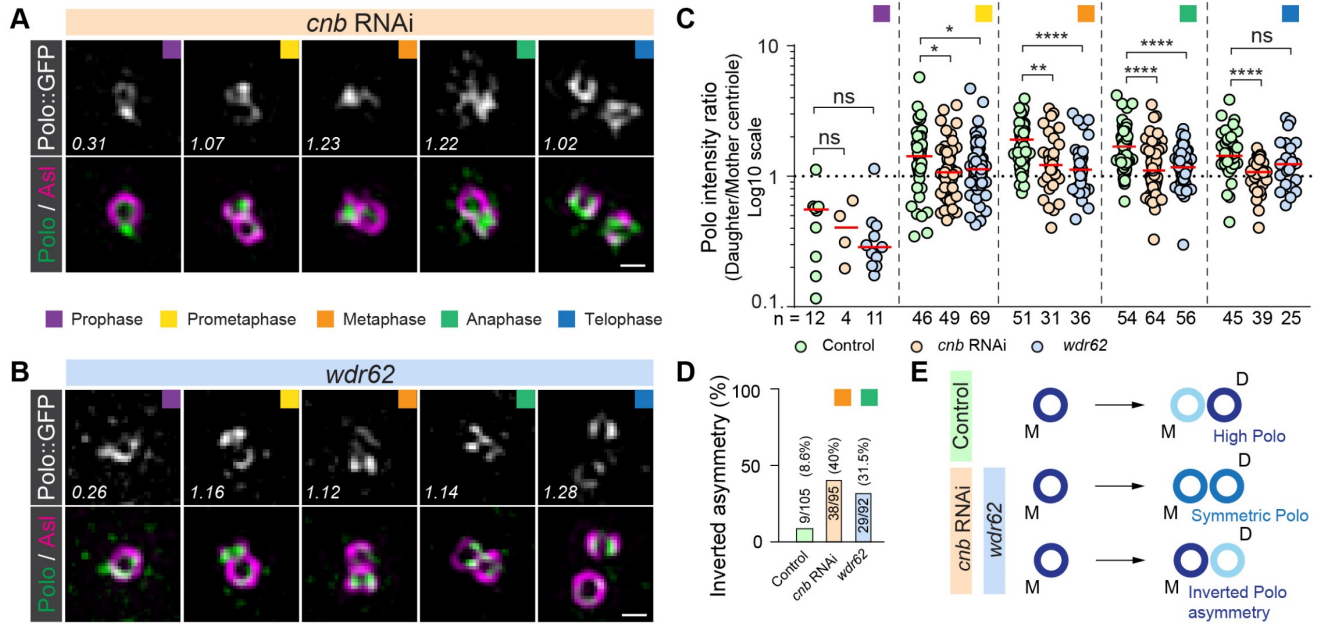 A
cnb RNAi
Polo::GFP
0.31
1.07
1.23
1.22
1.02
Polo / Asl
Prophase
Prometaphase
Metaphase
Anaphase
Telophase
B
wdr62
Polo::GFP
0.26
1.16
1.12
1.14
1.28
Polo / Asl
C
Polo intensity ratio
(Daughter/Mother centriole)
Log10 scale
10
1
0.1
ns
ns
*
*
****
**
****
****
ns
****
n = 12 4 11 46 49 69 51 31 36 54 64 56 45 39 25
Control
cnb RNAi
wdr62
D
Inverted asymmetry (%)
100
50
0
9/105 (8.6%)
38/95 (40%)
29/92 (31.5%)
Control
cnb RNAi
wdr62
E
Control
M
M
D
High Polo
cnb RNAi
wdr62
M
M
D
Symmetric Polo
M
M
D
Inverted Polo
asymmetry